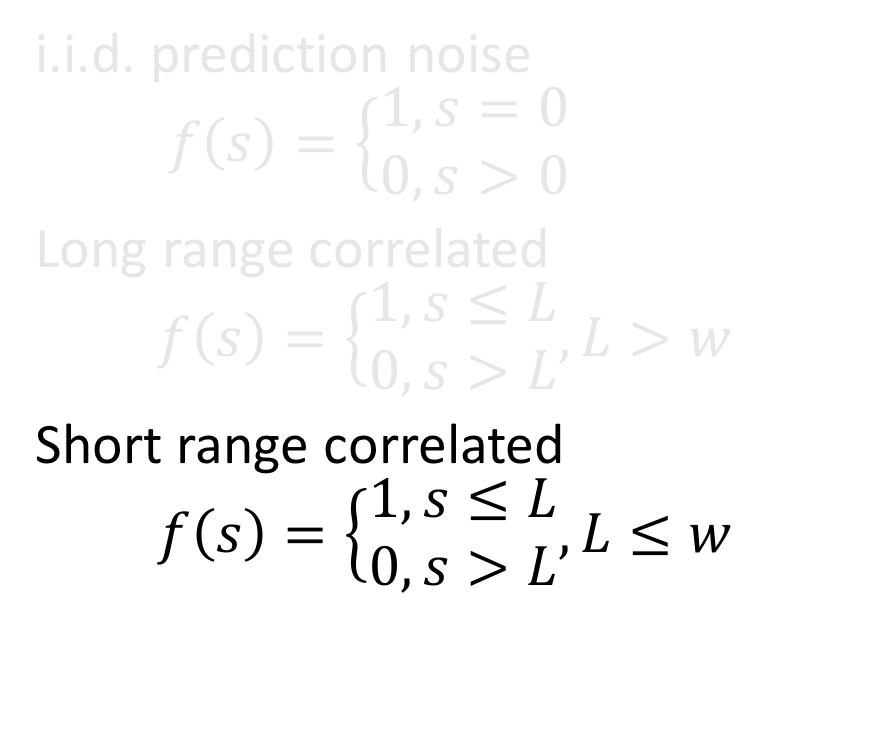 i.i.d. prediction noise
f(s) = {1, s = 0
0, s > 0
Long range correlated
f(s) = {1, s ≤ L
0, s > L, L > w
Short range correlated
f(s) = {1, s ≤ L
0, s > L, L ≤ w